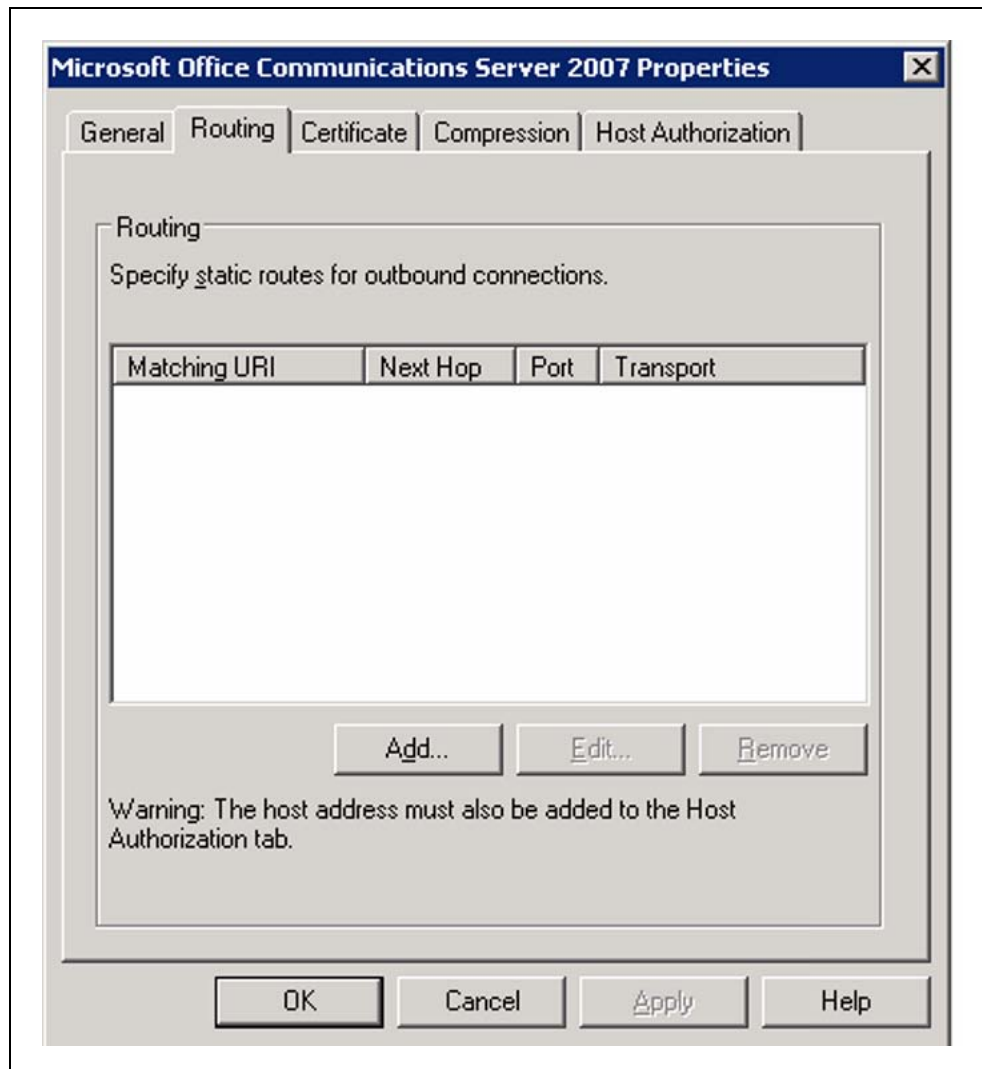 Microsoft Office Communications Server 2007 Properties
General Routing Certificate Compression Host Authorization
Routing
Specify static routes for outbound connections.
Matching URI Next Hop Port Transport
Add... Edit... Remove
Warning: The host address must also be added to the Host
Authorization tab.
OK Cancel Apply Help